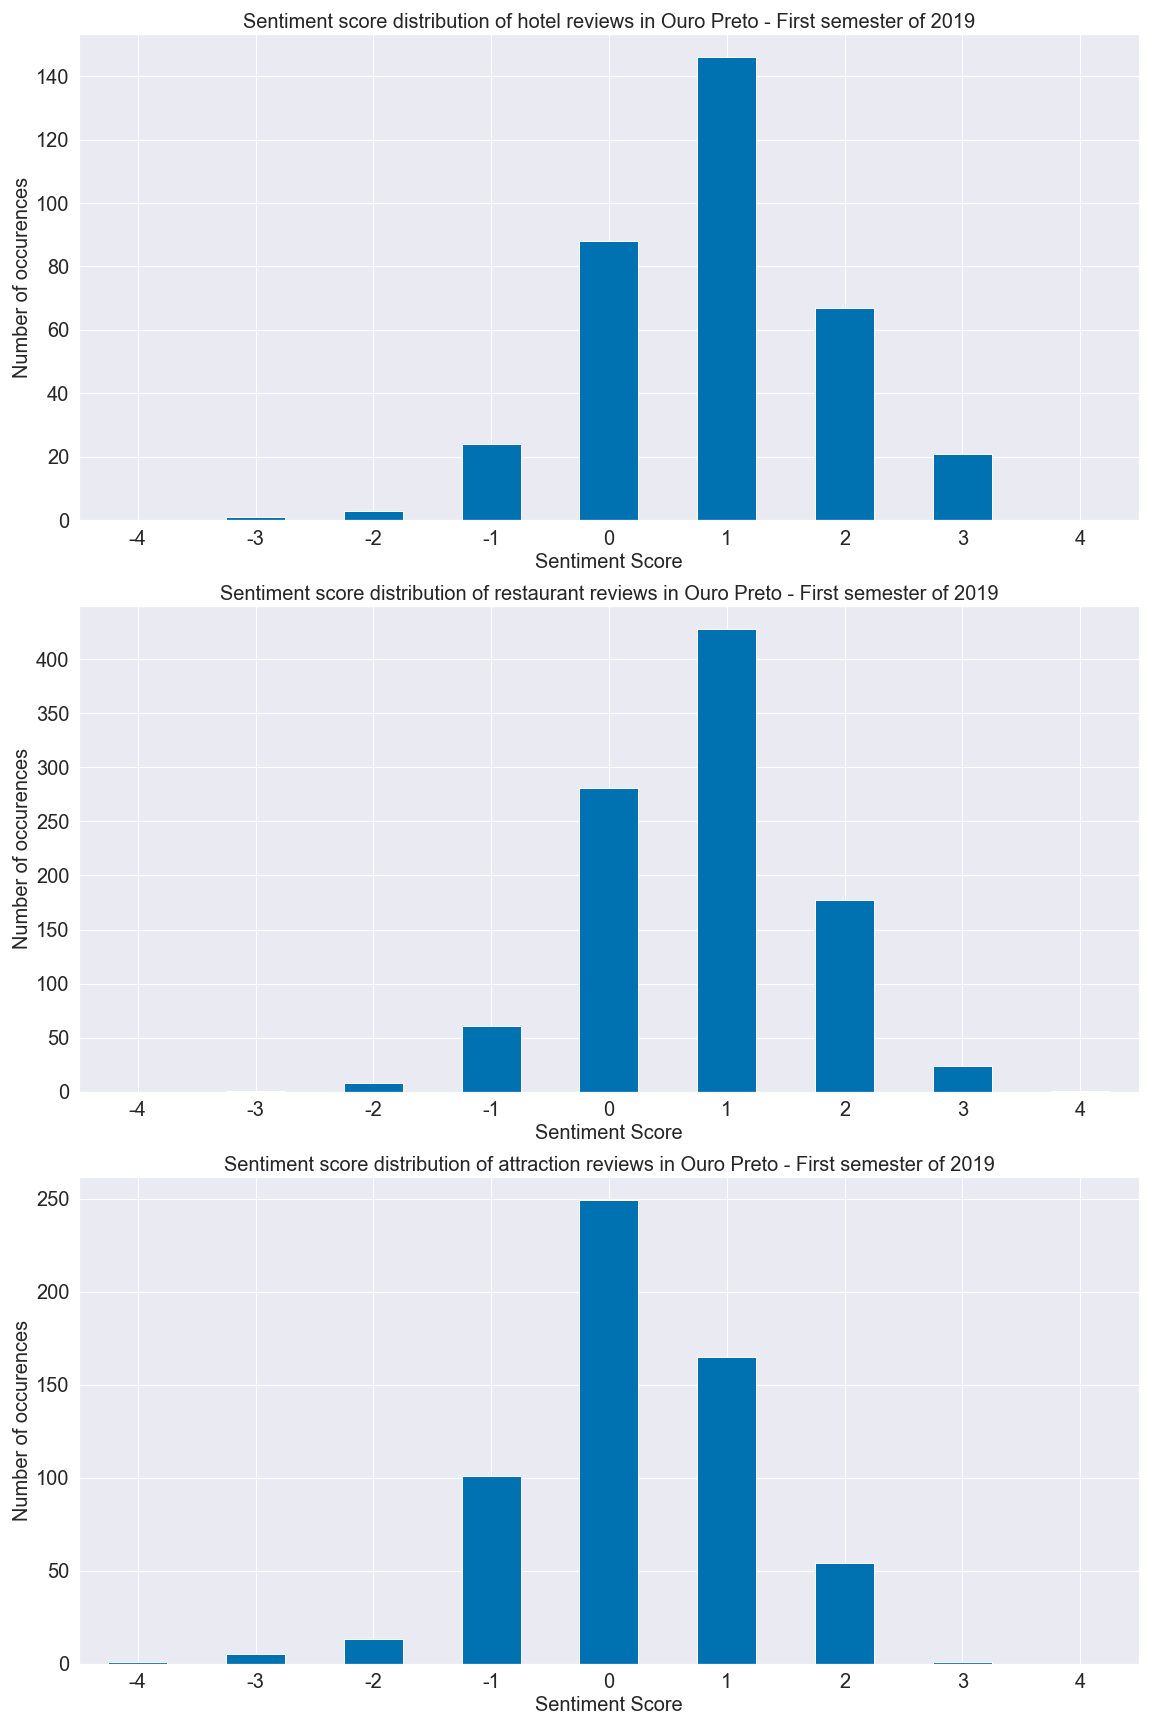 Sentiment score distribution of hotel reviews in Ouro Preto - First semester of 2019
140
120
100
80
60
40
20
0
Number of occurences
-4 -3 -2 -1 0 1 2 3 4
Sentiment Score
Sentiment score distribution of restaurant reviews in Ouro Preto - First semester of 2019
400
350
300
250
200
150
100
50
0
Number of occurences
-4 -3 -2 -1 0 1 2 3 4
Sentiment Score
Sentiment score distribution of attraction reviews in Ouro Preto - First semester of 2019
250
200
150
100
50
0
Number of occurences
-4 -3 -2 -1 0 1 2 3 4
Sentiment Score